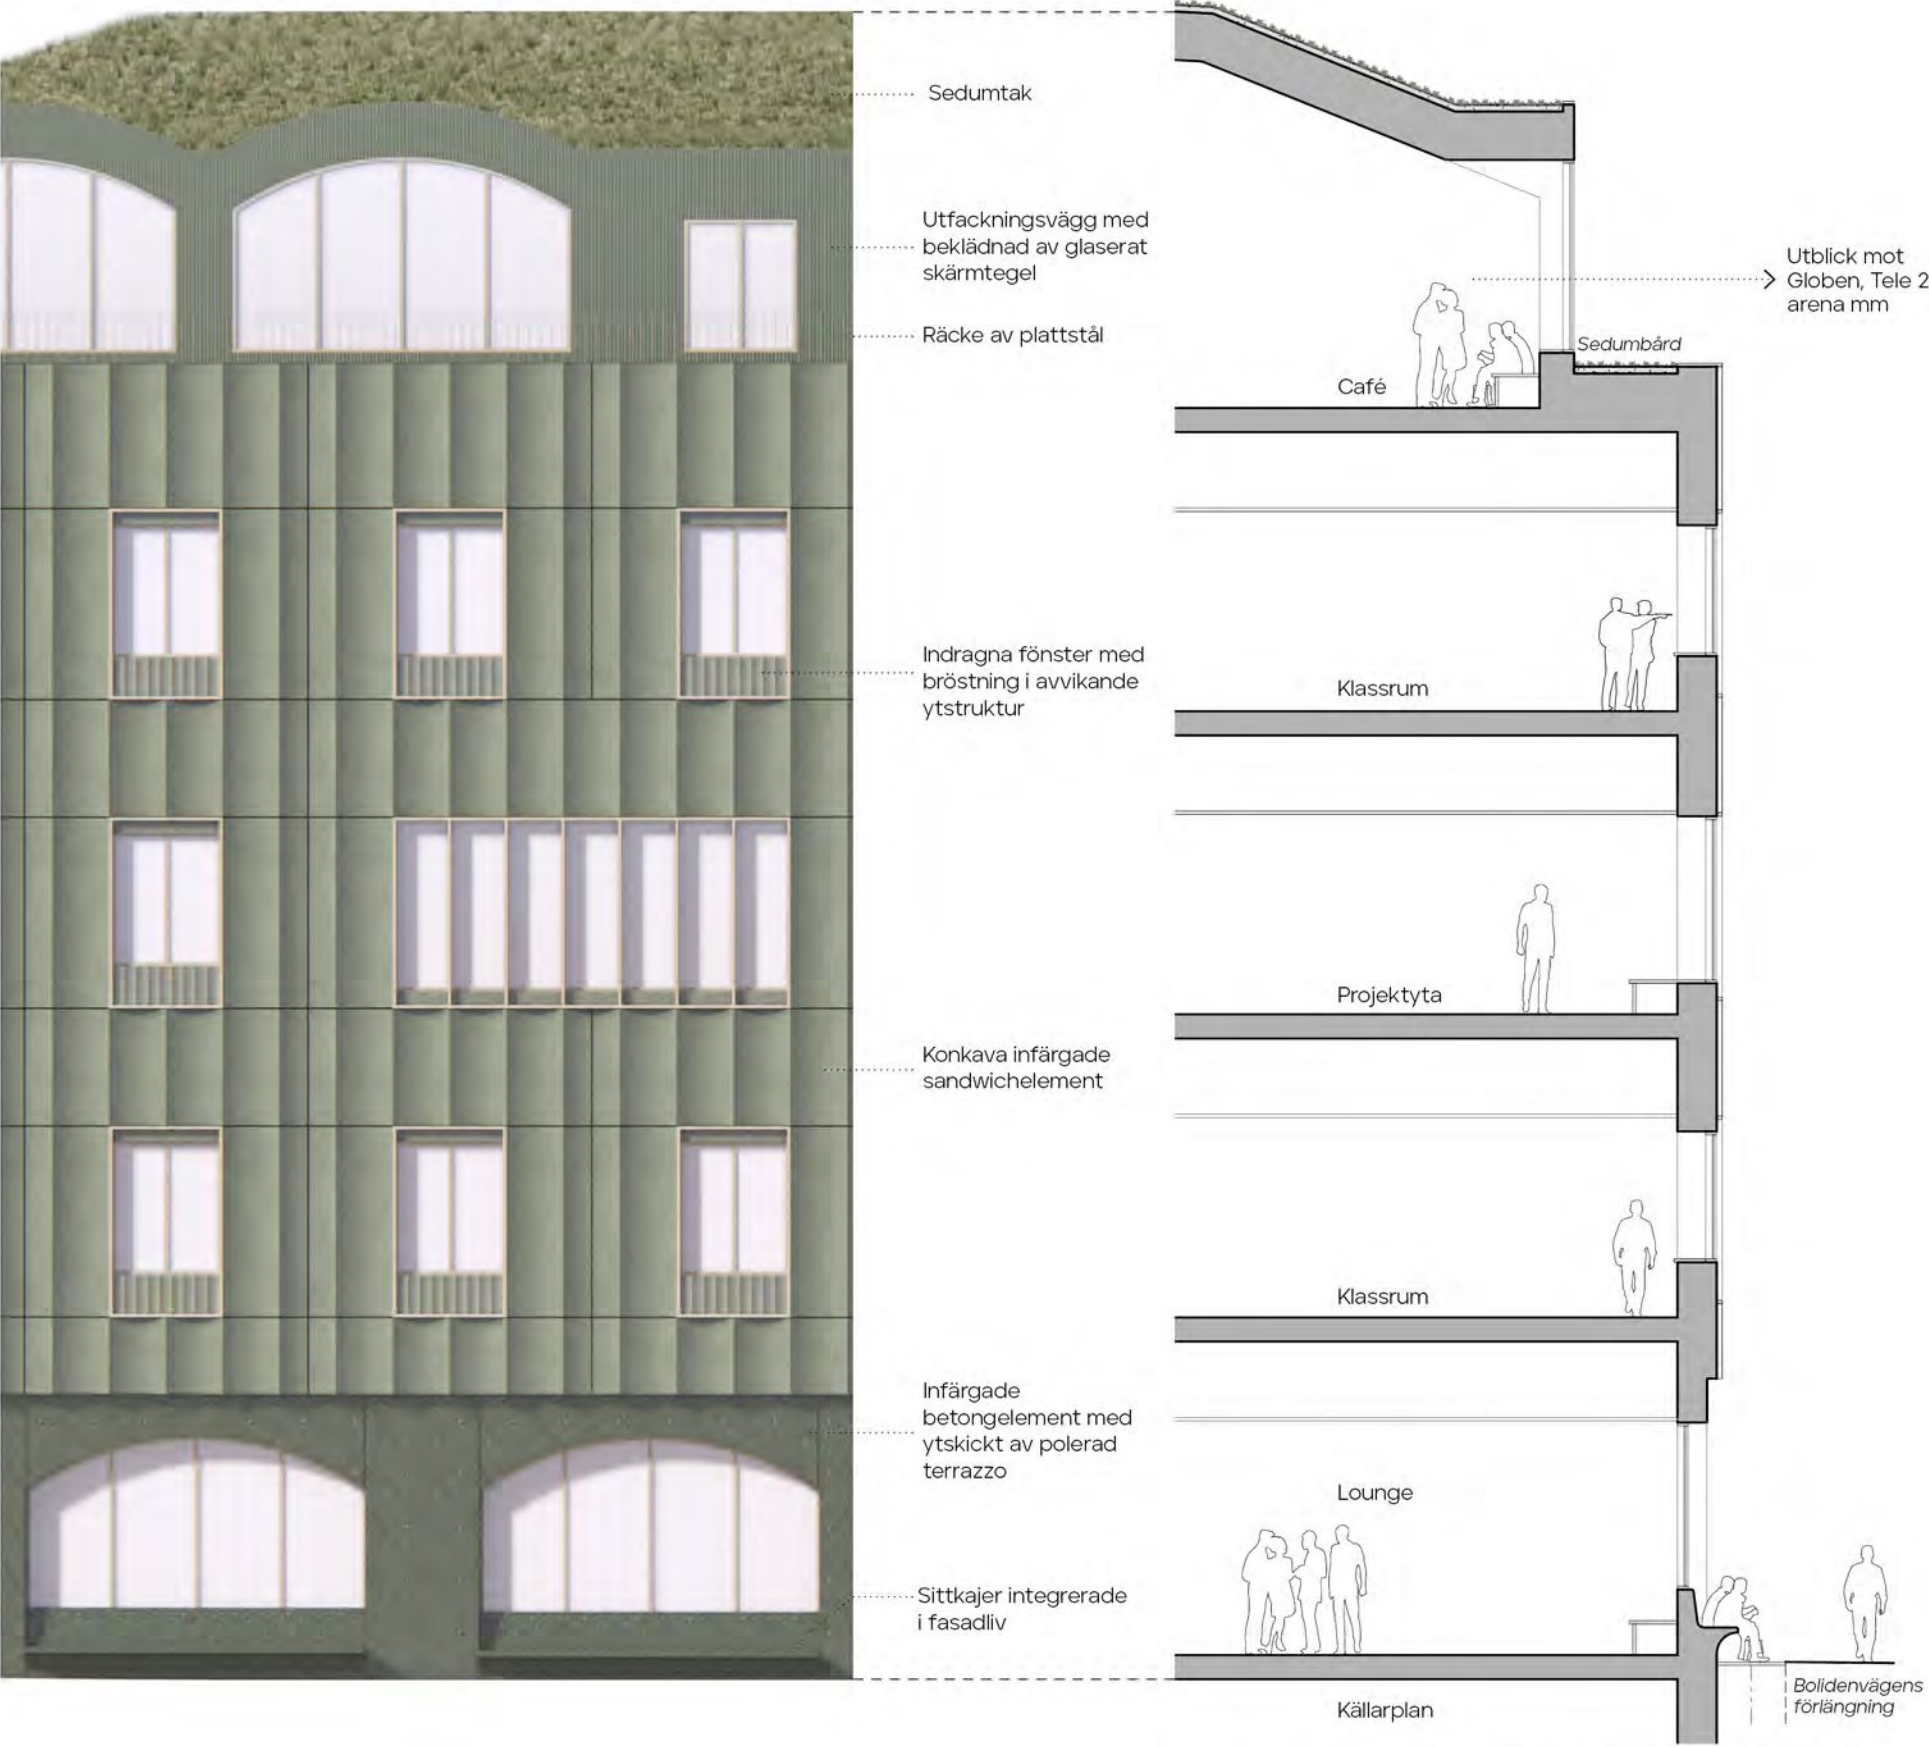 Sedumtak
Utfackningsvägg med
beklädnad av glaserat
skärmtegel
Räcke av plattstål
Indragna fönster med
bröstning i avvikande
ytstruktur
Konkava infärgade
sandwichelement
Infärgade
betongelement med
ytskickt av polerad
terrazzo
Sittkajer integrerade
i fasadliv
Utblick mot
Globen, Tele 2
arena mm
Sedumbård
Café
Klassrum
Projektyta
Klassrum
Lounge
Källarplan
Bolidenvägens
förlängning